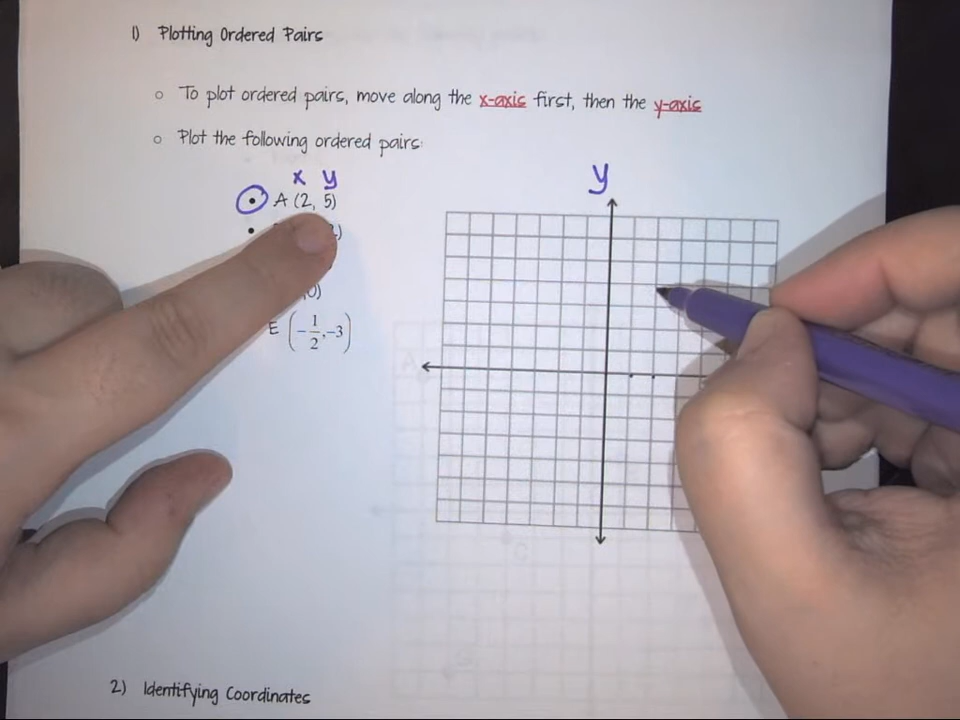 1) Plotting Ordered Pairs
To plot ordered pairs, move along the x-axis first, then the y-axis
Plot the following ordered pairs:
x y
A (2, 5)
)
,0)
E (-1/2, -3)
y
2) Identifying Coordinates